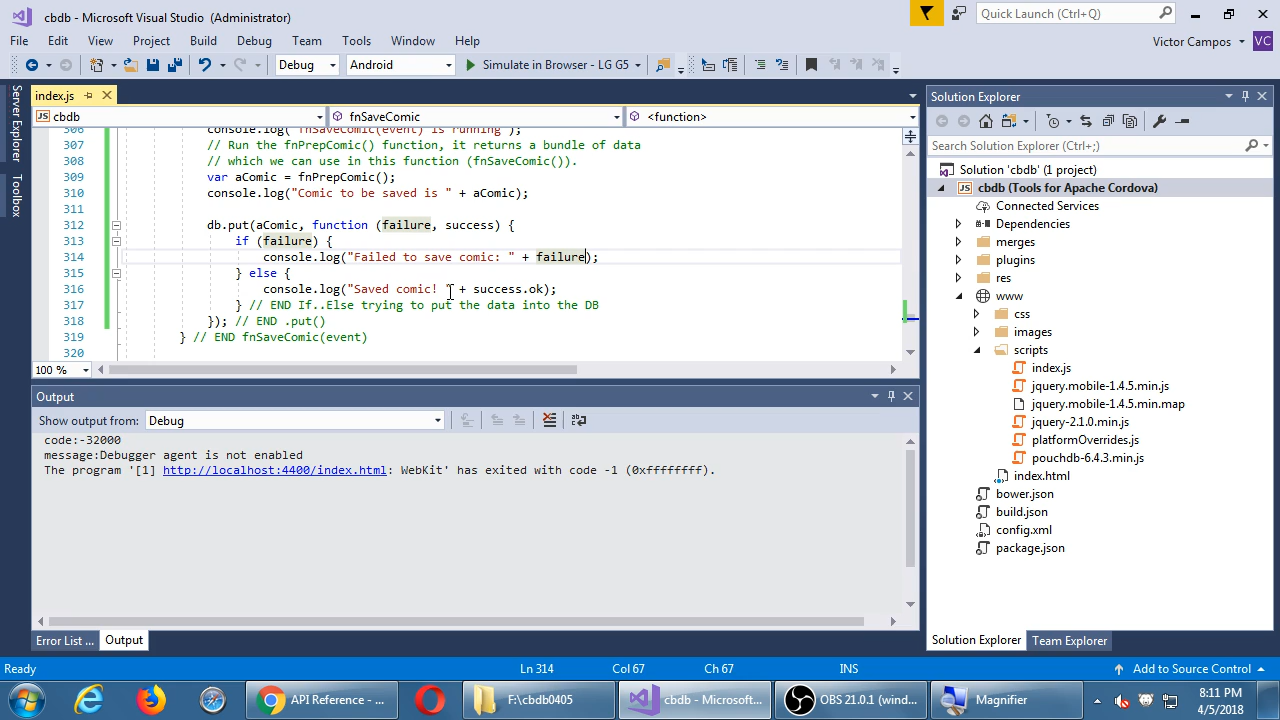 cbdb - Microsoft Visual Studio (Administrator)
Quick Launch (Ctrl+Q)
File Edit View Project Build Debug Team Tools Window Help
Victor Campos VC
Debug Android Simulate in Browser - LG G5
Server Explorer
Toolbox
index.js
cbdb fnSaveComic <function>
306 console.log("fnSaveComic(event) is running");
307 // Run the fnPrepComic() function, it returns a bundle of data
308 // which we can use in this function (fnSaveComic()).
309 var aComic = fnPrepComic();
310 console.log("Comic to be saved is " + aComic);
311
312 db.put(aComic, function (failure, success) {
313 if (failure) {
314 console.log("Failed to save comic: " + failure);
315 } else {
316 console.log("Saved comic! " + success.ok);
317 } // END If..Else trying to put the data into the DB
318 }); // END .put()
319 } // END fnSaveComic(event)
320
100 %
Output
Show output from: Debug
code:-32000
message:Debugger agent is not enabled
The program '[1] http://localhost:4400/index.html: WebKit' has exited with code -1 (0xffffffff).
Error List ... Output
Solution Explorer
Search Solution Explorer (Ctrl+;)
Solution 'cbdb' (1 project)
JS cbdb (Tools for Apache Cordova)
Connected Services
Dependencies
merges
plugins
res
www
css
images
scripts
index.js
jquery.mobile-1.4.5.min.js
jquery.mobile-1.4.5.min.map
jquery-2.1.0.min.js
platformOverrides.js
pouchdb-6.4.3.min.js
index.html
bower.json
build.json
config.xml
package.json
Solution Explorer Team Explorer
Ready Ln 314 Col 67 Ch 67 INS Add to Source Control
API Reference - ... F:\cbdb0405 cbdb - Microsoft... OBS 21.0.1 (wind... Magnifier
8:11 PM
4/5/2018